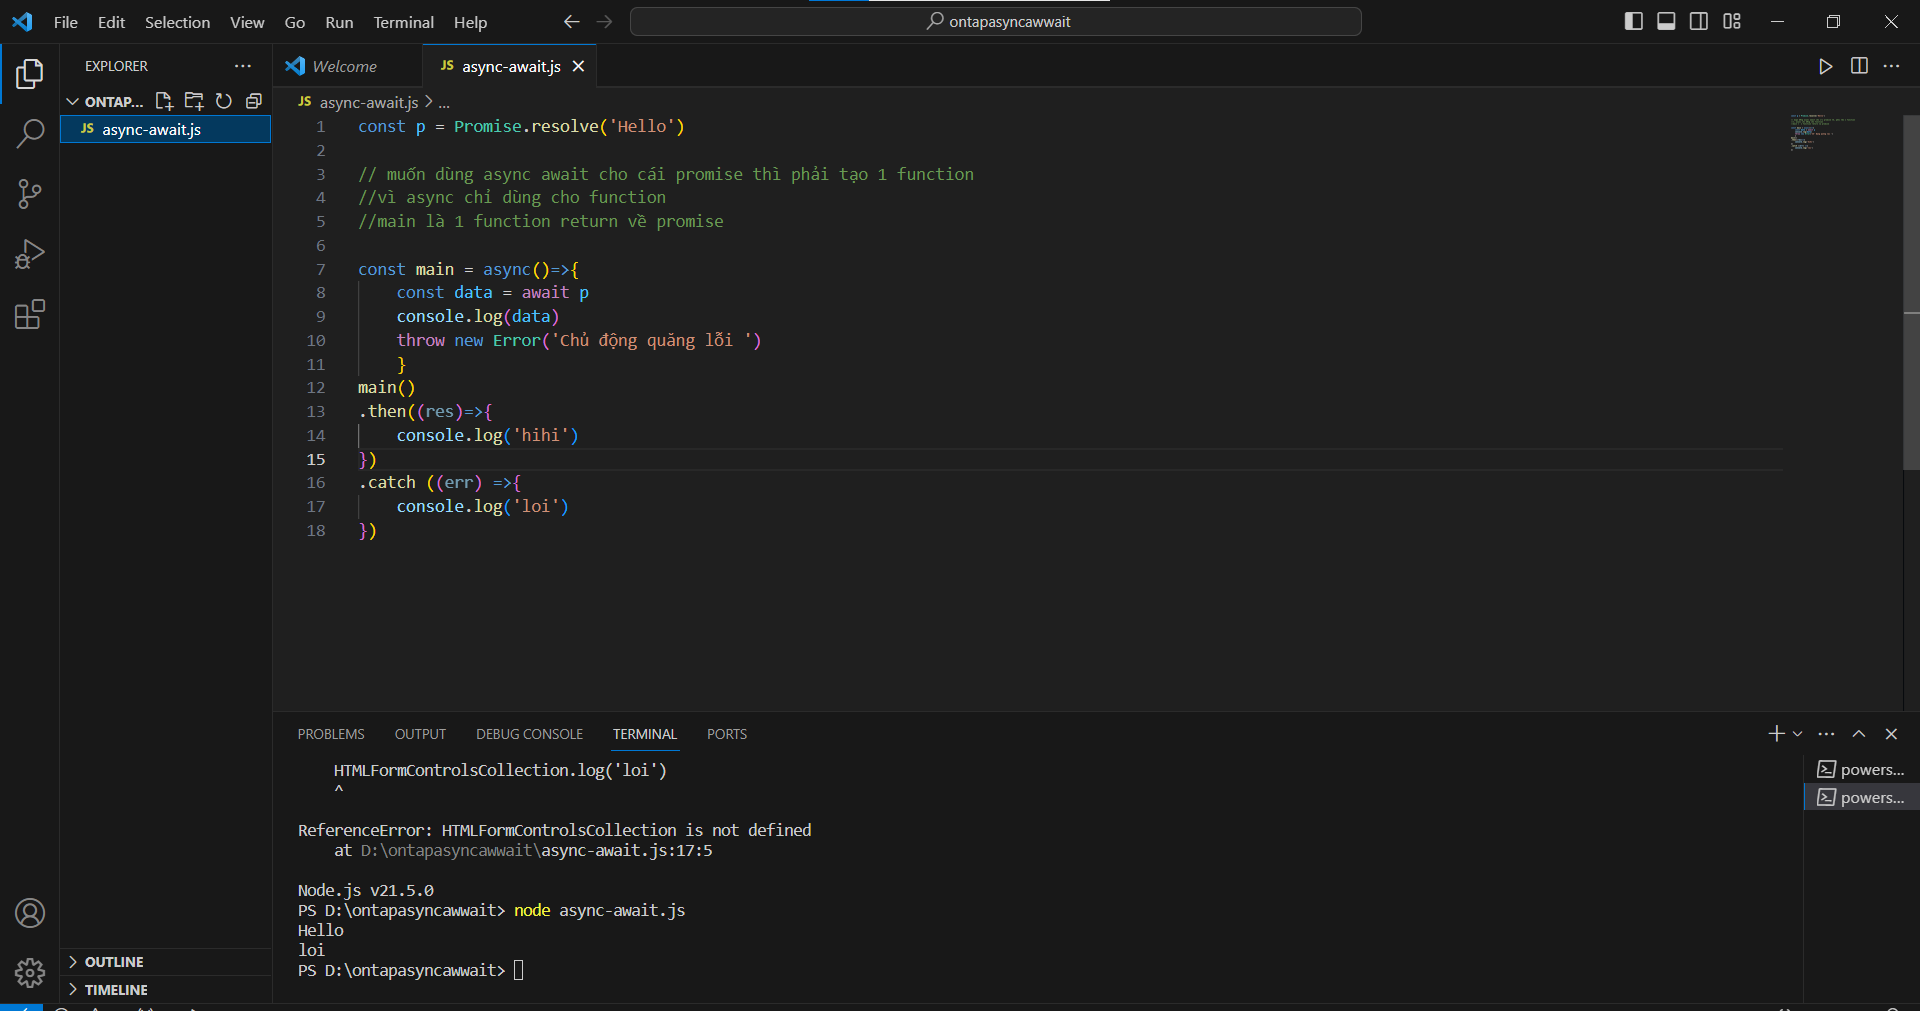 File Edit Selection View Go Run Terminal Help
ontapasyncawwait
EXPLORER
ONTAP...
JS async-await.js
OUTLINE
TIMELINE
Welcome
JS async-await.js
JS async-await.js > ...
1 const p = Promise.resolve('Hello')
2
3 // muốn dùng async await cho cái promise thì phải tạo 1 function
4 //vì async chỉ dùng cho function
5 //main là 1 function return về promise
6
7 const main = async()=>{
8     const data = await p
9     console.log(data)
10     throw new Error('Chủ động quăng lỗi ')
11     }
12 main()
13 .then((res)=>{
14     console.log('hihi')
15 })
16 .catch ((err) =>{
17     console.log('loi')
18 })
PROBLEMS OUTPUT DEBUG CONSOLE TERMINAL PORTS
HTMLFormControlsCollection.log('loi')
^
ReferenceError: HTMLFormControlsCollection is not defined
at D:\ontapasyncawwait\async-await.js:17:5
Node.js v21.5.0
PS D:\ontapasyncawwait> node async-await.js
Hello
loi
PS D:\ontapasyncawwait>
powers...
powers...